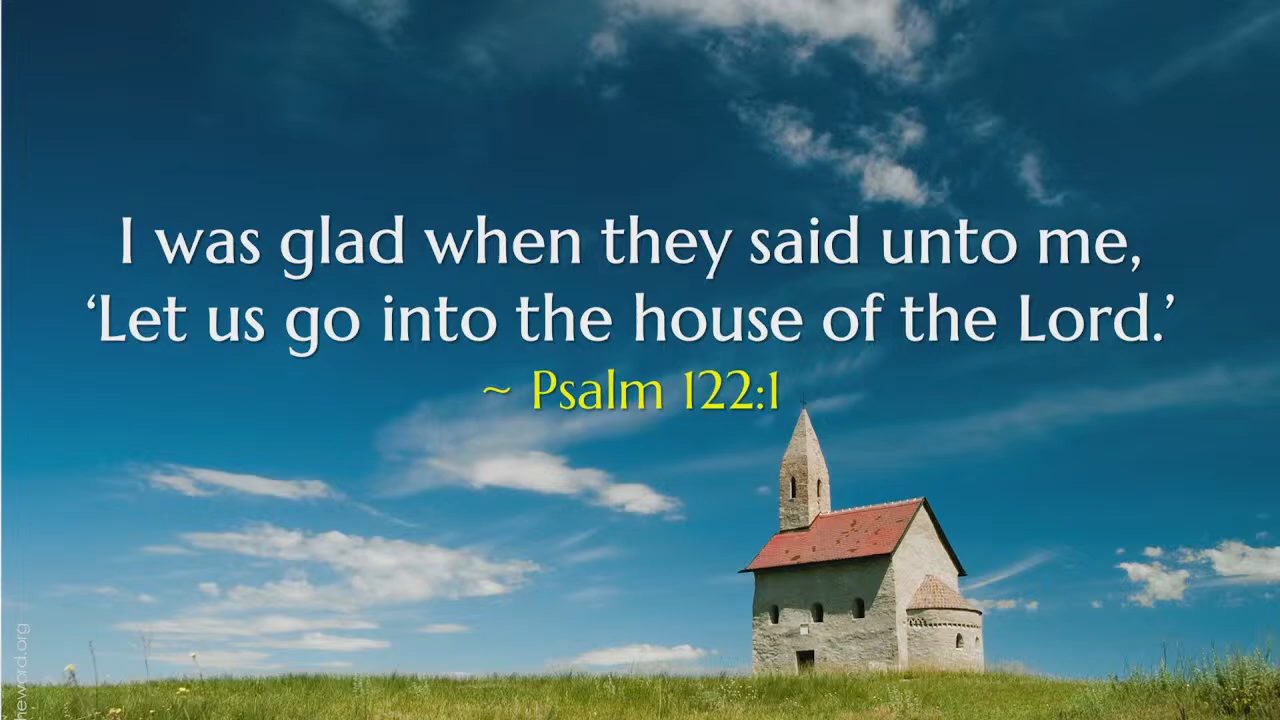 I was glad when they said unto me,
‘Let us go into the house of the Lord.’
~ Psalm 122:1